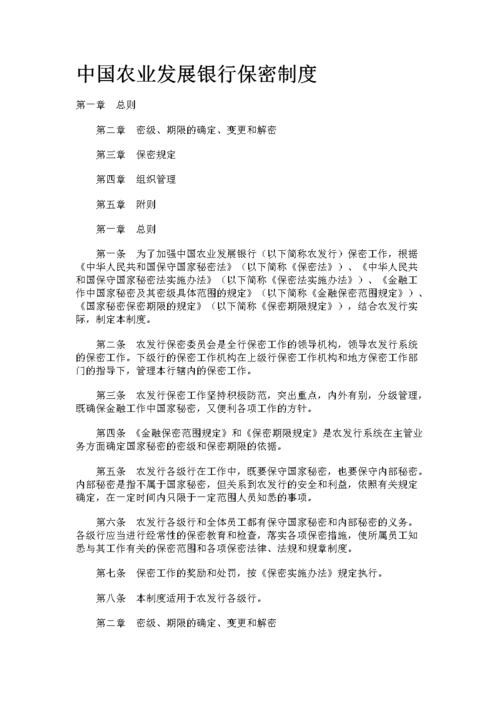 中国农业发展银行保密制度
第一章　总则
第二章　密级、期限的确定、变更和解密
第三章　保密规定
第四章　组织管理
第五章　附则
第一章　总则
第一条　为了加强中国农业发展银行（以下简称农发行）保密工作，根据
《中华人民共和国保守国家秘密法》（以下简称《保密法》）、《中华人民共
和国保守国家秘密法实施办法》（以下简称《保密法实施办法》）、《金融工
作中国家秘密及其密级具体范围的规定》（以下简称《金融保密范围规定》）、
《国家秘密保密期限的规定》（以下简称《保密期限规定》），结合农发行实
际，制定本制度。
第二条　农发行保密委员会是全行保密工作的领导机构，领导农发行系统
的保密工作。下级行的保密工作机构在上级行保密工作机构和地方保密工作部
门的指导下，管理本行辖内的保密工作。
第三条　农发行保密工作坚持积极防范，突出重点，内外有别，分级管理，
既确保金融工作中国家秘密，又便利各项工作的方针。
第四条　《金融保密范围规定》和《保密期限规定》是农发行系统在主管业
务方面确定国家秘密的密级和保密期限的依据。
第五条　农发行各级行在工作中，既要保守国家秘密，也要保守内部秘密。
内部秘密是指不属于国家秘密，但关系到农发行的安全和利益，依照有关规定
确定，在一定时间内只限于一定范围人员知悉的事项。
第六条　农发行各级行和全体员工都有保守国家秘密和内部秘密的义务。
各级行应当进行经常性的保密教育和检查，落实各项保密措施，使所属员工知
悉与其工作有关的保密范围和各项保密法律、法规和规章制度。
第七条　保密工作的奖励和处罚，按《保密实施办法》规定执行。
第八条　本制度适用于农发行各级行。
第二章　密级、期限的确定、变更和解密